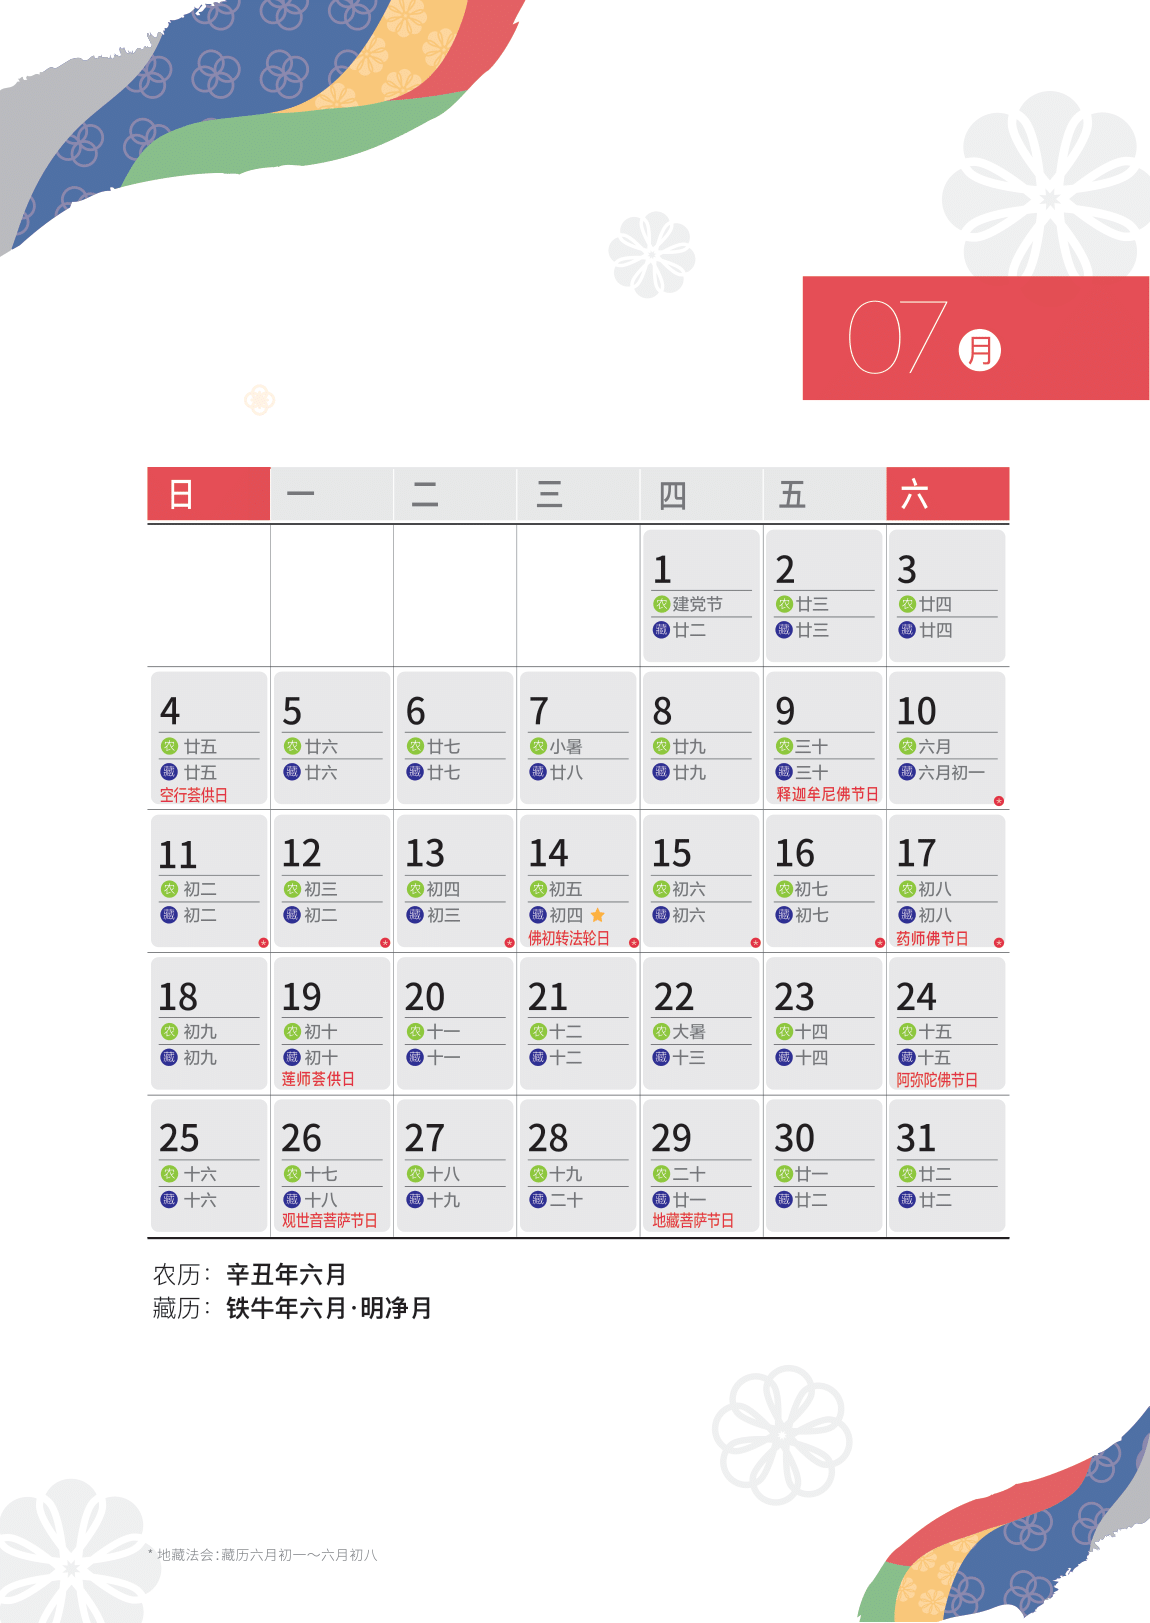 07 月
日 一 二 三 四 五 六
1 2 3
农 建党节 农 廿三 农 廿四
藏 廿二 藏 廿三 藏 廿四
4 5 6 7 8 9 10
农 廿五 农 廿六 农 廿七 农 小暑 农 廿九 农 三十 农 六月
藏 廿五 藏 廿六 藏 廿七 藏 廿八 藏 廿九 藏 三十 藏 六月初一
空行荟供日 释迦牟尼佛节日 *
11 12 13 14 15 16 17
农 初二 农 初三 农 初四 农 初五 农 初六 农 初七 农 初八
藏 初二 藏 初二 藏 初三 藏 初四 藏 初六 藏 初七 藏 初八
* * * 佛初转法轮日 * * * 药师佛节日 *
18 19 20 21 22 23 24
农 初九 农 初十 农 十一 农 十二 农 大暑 农 十四 农 十五
藏 初九 藏 初十 藏 十一 藏 十二 藏 十三 藏 十四 藏 十五
莲师荟供日 阿弥陀佛节日
25 26 27 28 29 30 31
农 十六 农 十七 农 十八 农 十九 农 二十 农 廿一 农 廿二
藏 十六 藏 十八 藏 十九 藏 二十 藏 廿一 藏 廿二 藏 廿二
观世音菩萨节日 地藏菩萨节日
农历：辛丑年六月
藏历：铁牛年六月·明净月
* 地藏法会：藏历六月初一～六月初八